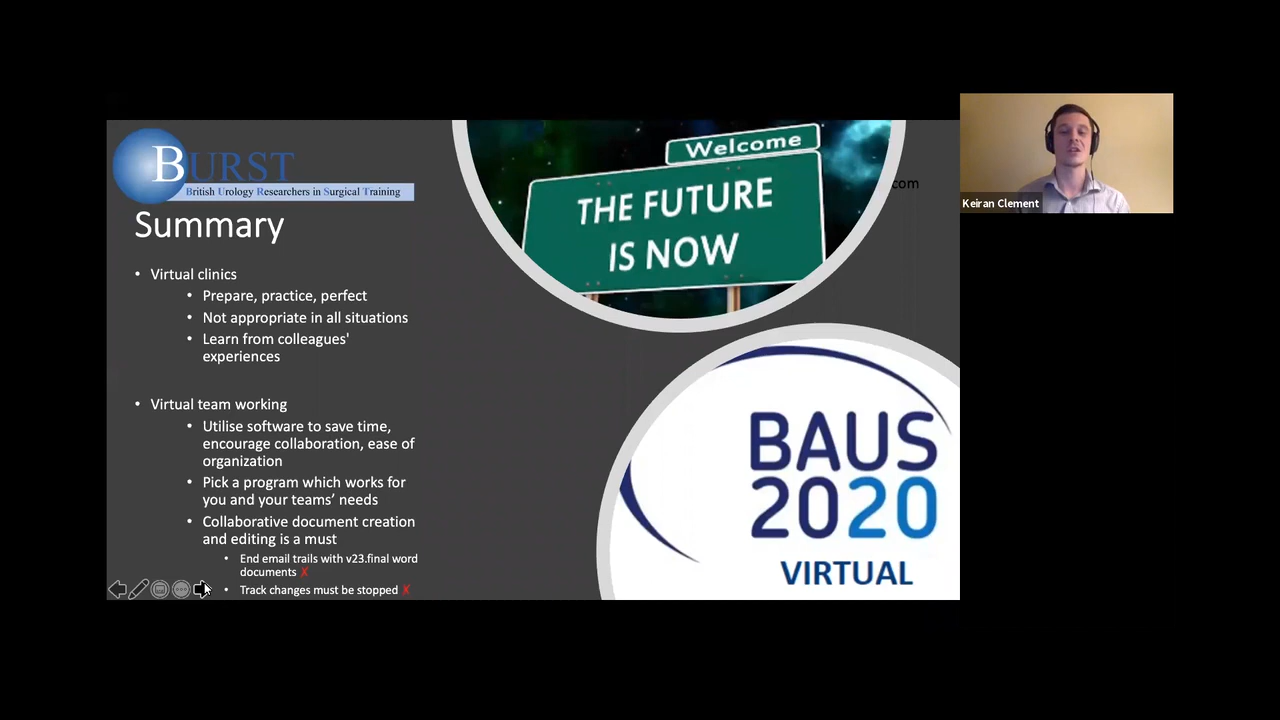 BURST
British Urology Researchers in Surgical Training
Summary
• Virtual clinics
• Prepare, practice, perfect
• Not appropriate in all situations
• Learn from colleagues'
experiences
• Virtual team working
• Utilise software to save time,
encourage collaboration, ease of
organization
• Pick a program which works for
you and your teams’ needs
• Collaborative document creation
and editing is a must
• End email trails with v23.final word
documents ✗
• Track changes must be stopped ✗
Welcome
THE FUTURE
IS NOW
com
BAUS
2020
VIRTUAL
Keiran Clement